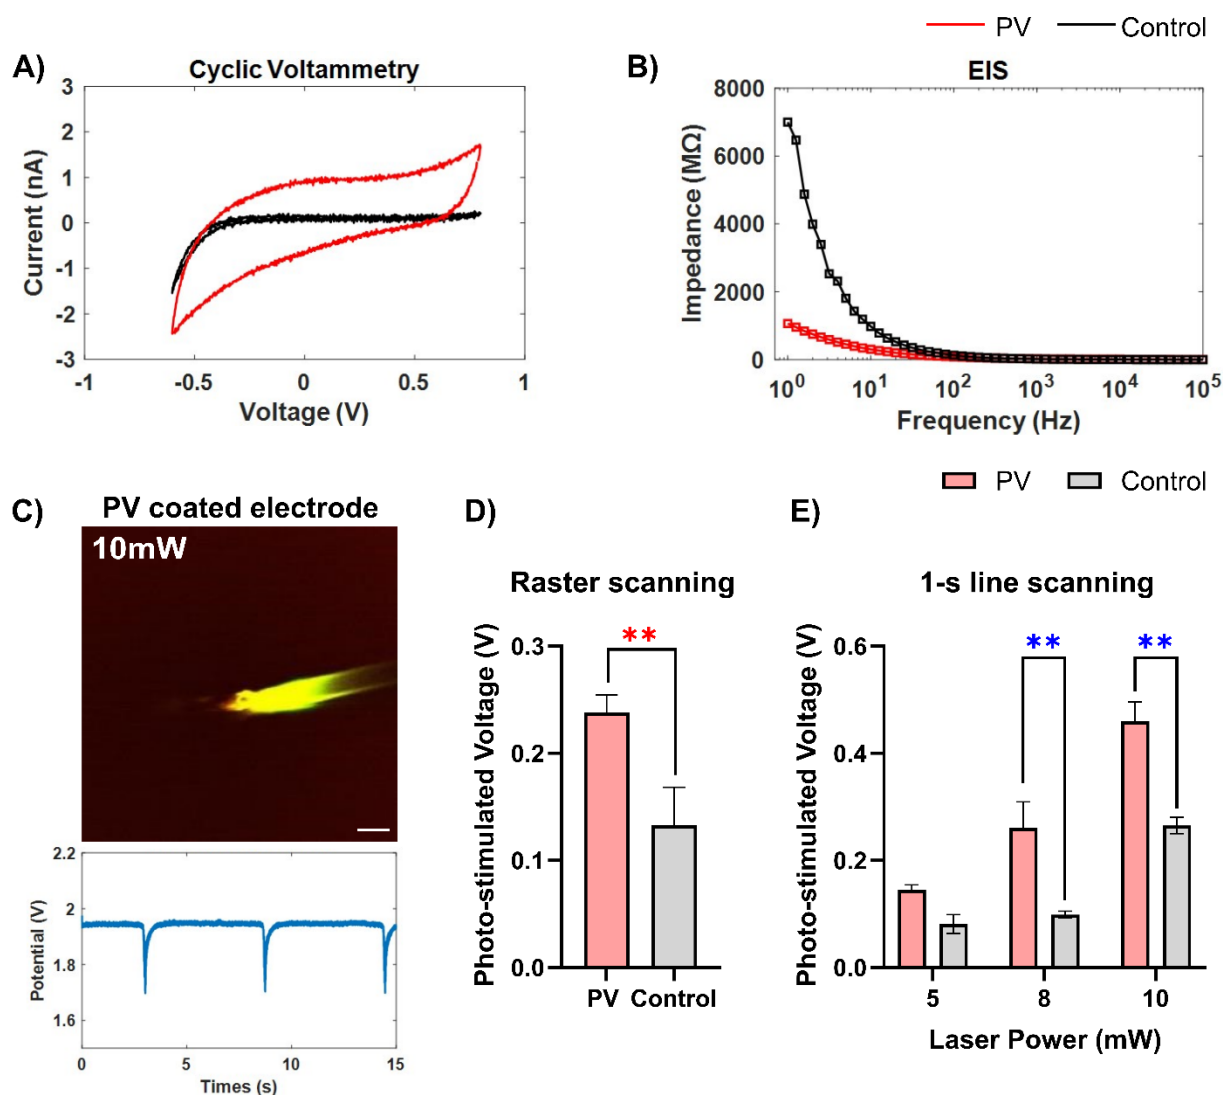 PV Control
A)
Cyclic Voltammetry
3
2
1
0
-1
-2
-3
-1 -0.5 0 0.5 1
Current (nA)
Voltage (V)
B)
EIS
8000
6000
4000
2000
0
10^0 10^1 10^2 10^3 10^4 10^5
Impedance (MΩ)
Frequency (Hz)
PV Control
C)
PV coated electrode
10mW
2.2
2
1.8
1.6
0 5 10 15
Potential (V)
Times (s)
D)
Raster scanning
**
0.3
0.2
0.1
0.0
Photo-stimulated Voltage (V)
PV Control
E)
1-s line scanning
** **
0.6
0.4
0.2
0.0
Photo-stimulated Voltage (V)
5 8 10
Laser Power (mW)